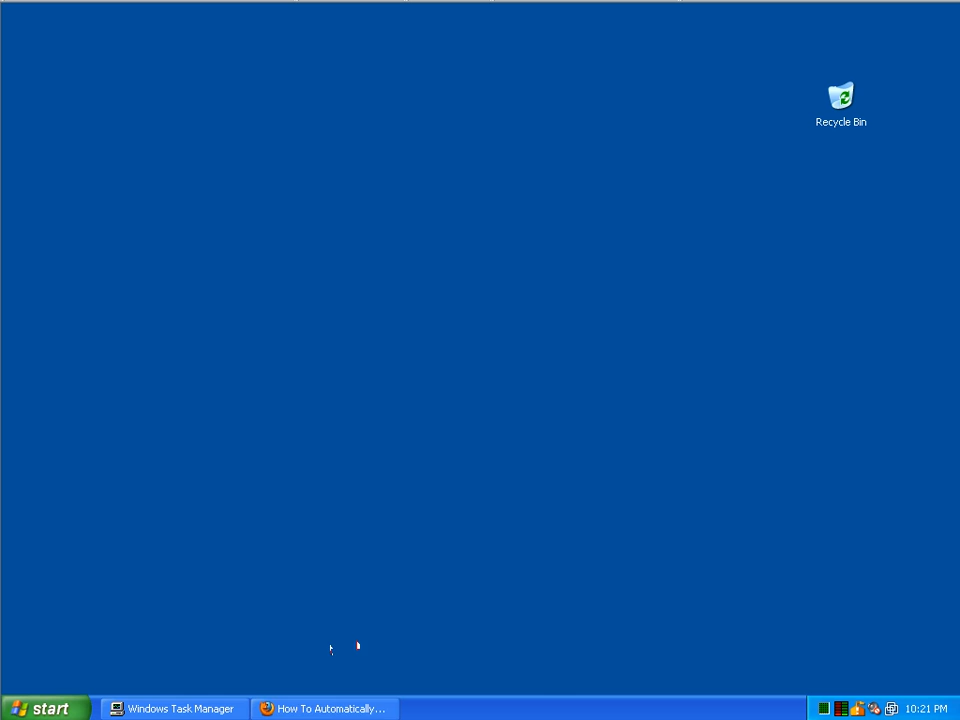 Recycle Bin
start
Windows Task Manager
How To Automatically...
10:21 PM